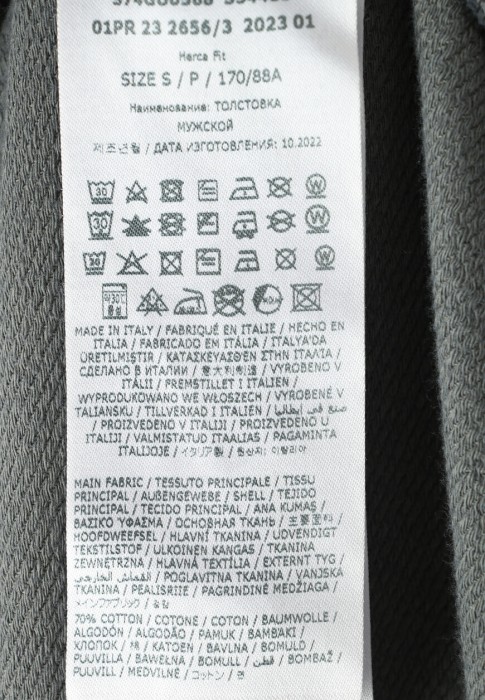 01PR 23 2656/3 2023 01
Herca Fit
SIZE S / P / 170/88A
Наименование: ТОЛСТОВКА
МУЖСКОЙ
제조년월 / ДАТА ИЗГОТОВЛЕНИЯ: 10.2022
30 W
30 W
30 W
MADE IN ITALY / FABRIQUÉ EN ITALIE / HECHO EN
ITALIA / FABRICADO EM ITÁLIA / ITALYA'DA
ÜRETILMIŞTIR / ΚΑΤΑΣΚΕΥΑΣΘΕΝ ΣΤΗΝ ΙΤΑΛΙΑ /
СДЕЛАНО В ИТАЛИИ / 意大利制造 / VYROBENO V
ITÁLII / FREMSTILLET I ITALIEN /
WYPRODUKOWANO WE WŁOSZECH / VYROBENÉ V
TALIANSKU / TILLVERKAD I ITALIEN / صنع في إيطاليا
/ PROIZVEDENO V ITALIJI / PROIZVEDENO U
ITALIJI / VALMISTATUD ITAALIAS / PAGAMINTA
ITALIJOJE / イタリア製 / 원산지: 이탈리아
MAIN FABRIC / TESSUTO PRINCIPALE / TISSU
PRINCIPAL / AUßENGEWEBE / SHELL / TEJIDO
PRINCIPAL / TECIDO PRINCIPAL / ANA KUMAŞ /
ΒΑΣΙΚΟ ΥΦΑΣΜΑ / ОСНОВНАЯ ТКАНЬ / 主要面料 /
HOOFDWEEFSEL / HLAVNÍ TKANINA / UDVENDIGT
TEKSTILSTOF / ULKOINEN KANGAS / TKANINA
ZEWNĘTRZNA / HLAVNÁ TEXTÍLIA / EXTERNT TYG /
القماش الخارجي / POGLAVITNA TKANINA / VANJSKA
TKANINA / PEALISRIIE / PAGRINDINĖ MEDŽIAGA /
メインファブリック / 겉감
70% COTTON / COTONE / COTON / BAUMWOLLE /
ALGODÓN / ALGODÃO / PAMUK / ΒΑΜΒΑΚΙ /
ХЛОПОК / 棉 / KATOEN / BAVLNA / BOMULD /
PUUVILLA / BAWEŁNA / BOMULL / قطن / BOMBAŽ /
PUUVILL / MEDVILNĖ / コットン / 면